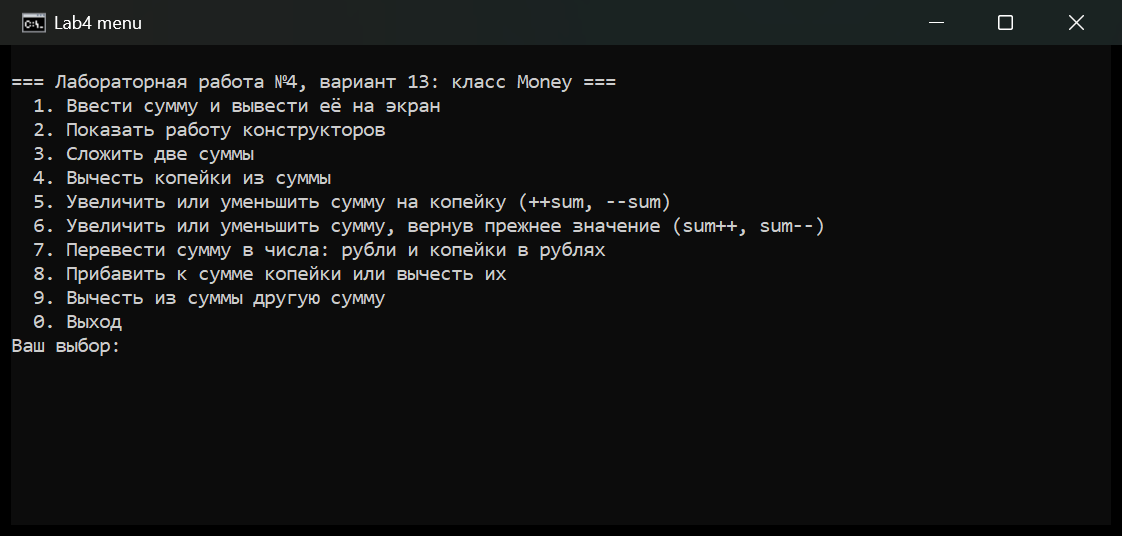 Lab4 menu
=== Лабораторная работа №4, вариант 13: класс Money ===
1. Ввести сумму и вывести её на экран
2. Показать работу конструкторов
3. Сложить две суммы
4. Вычесть копейки из суммы
5. Увеличить или уменьшить сумму на копейку (++sum, --sum)
6. Увеличить или уменьшить сумму, вернув прежнее значение (sum++, sum--)
7. Перевести сумму в числа: рубли и копейки в рублях
8. Прибавить к сумме копейки или вычесть их
9. Вычесть из суммы другую сумму
0. Выход
Ваш выбор: